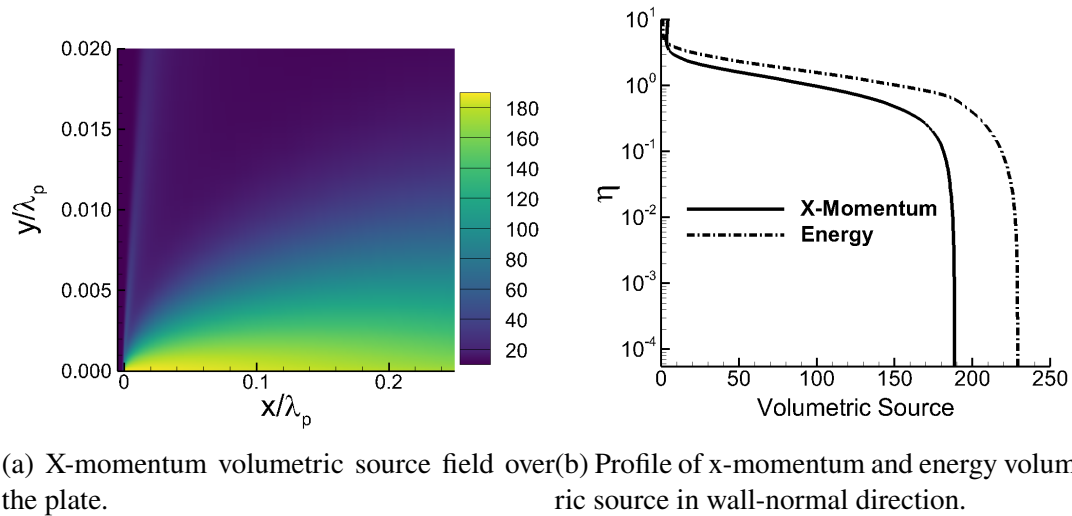 0.020
0.015
0.010
0.005
0.000
y/λp
0
0.1
0.2
x/λp
180
160
140
120
100
80
60
40
20
10¹
10⁰
10⁻¹
10⁻²
10⁻³
10⁻⁴
η
X-Momentum
Energy
0 50 100 150 200 250
Volumetric Source
(a) X-momentum volumetric source field over
the plate.
(b) Profile of x-momentum and energy volum
ric source in wall-normal direction.